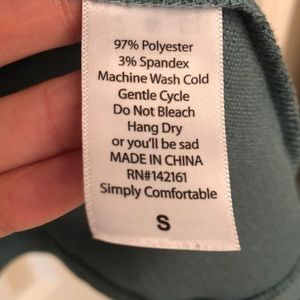 97% Polyester
3% Spandex
Machine Wash Cold
Gentle Cycle
Do Not Bleach
Hang Dry
or you'll be sad
MADE IN CHINA
RN#142161
Simply Comfortable
S